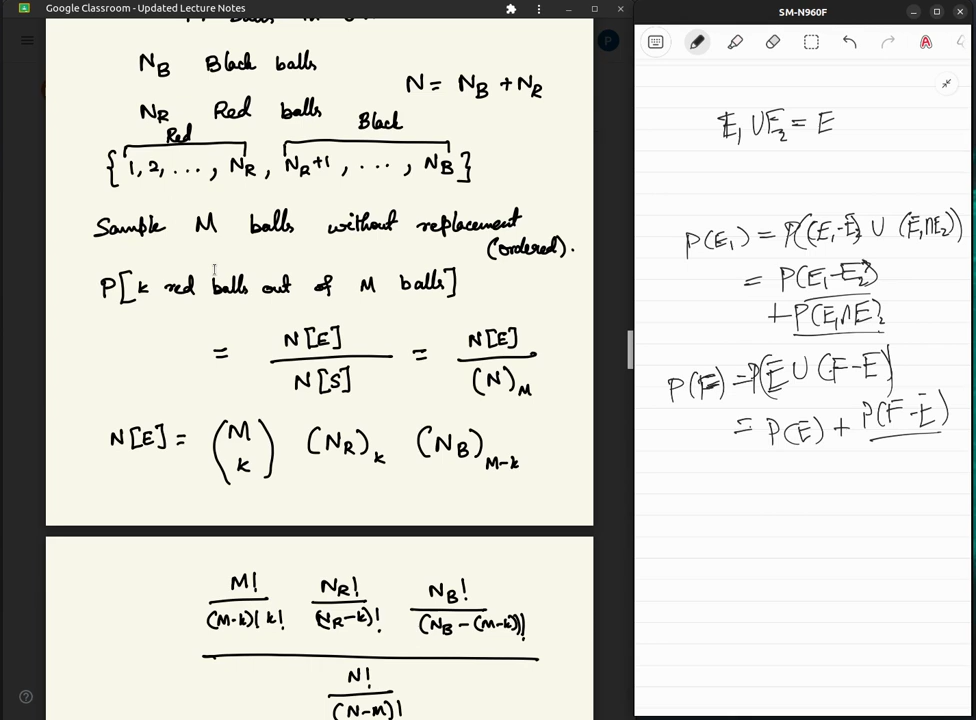 Google Classroom - Updated Lecture Notes
N_B Black balls
N = N_B + N_R
N_R Red balls
Red Black
{1, 2, ..., N_R, N_R+1, ..., N_B}
Sample M balls without replacement
(ordered).
P[k red balls out of M balls]
= N[E] / N[S] = N[E] / (N)_M
N[E] = (M k) (N_R)_k (N_B)_{M-k}
M! / (M-k)! k! N_R! / (N_R-k)! N_B! / (N_B - (M-k))!
N! / (N-M)!
SM-N960F
E_1 ∪ E_2 = E
P(E_1) = P((E_1 - E_2) ∪ (E_1 ∩ E_2))
= P(E_1 - E_2)
+ P(E_1 ∩ E)_2
P(F) = P(E ∪ (F - E))
= P(E) + P(F - E)